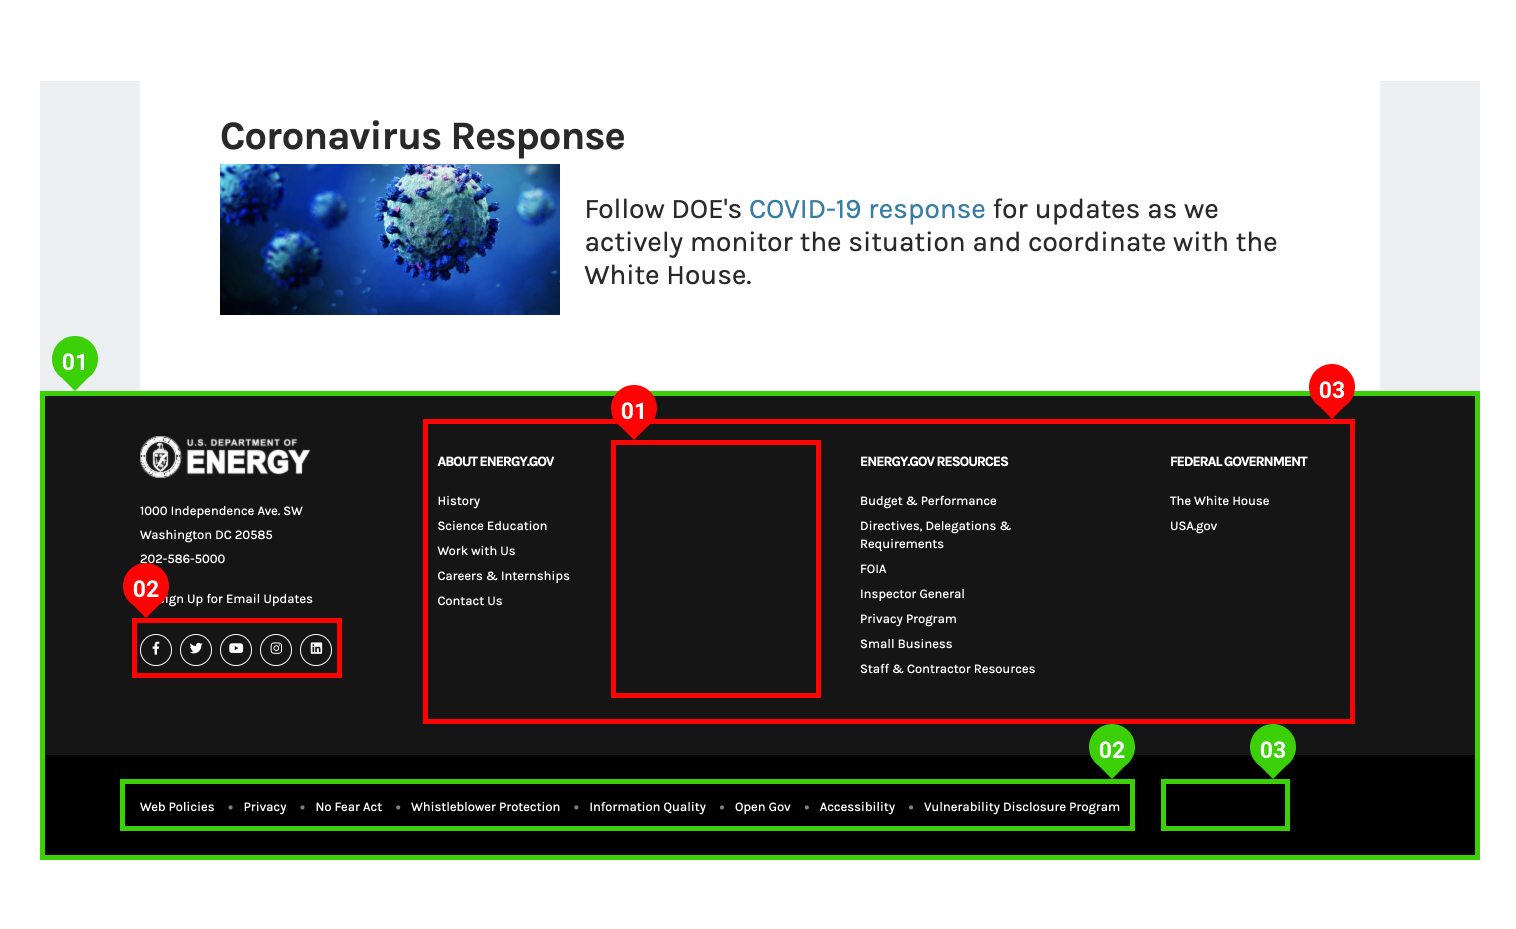 Coronavirus Response
Follow DOE's COVID-19 response for updates as we
actively monitor the situation and coordinate with the
White House.
01
01
03
U.S. DEPARTMENT OF
ENERGY
1000 Independence Ave. SW
Washington DC 20585
202-586-5000
02
ign Up for Email Updates
ABOUT ENERGY.GOV
History
Science Education
Work with Us
Careers & Internships
Contact Us
ENERGY.GOV RESOURCES
Budget & Performance
Directives, Delegations &
Requirements
FOIA
Inspector General
Privacy Program
Small Business
Staff & Contractor Resources
FEDERAL GOVERNMENT
The White House
USA.gov
02
03
Web Policies • Privacy • No Fear Act • Whistleblower Protection • Information Quality • Open Gov • Accessibility • Vulnerability Disclosure Program